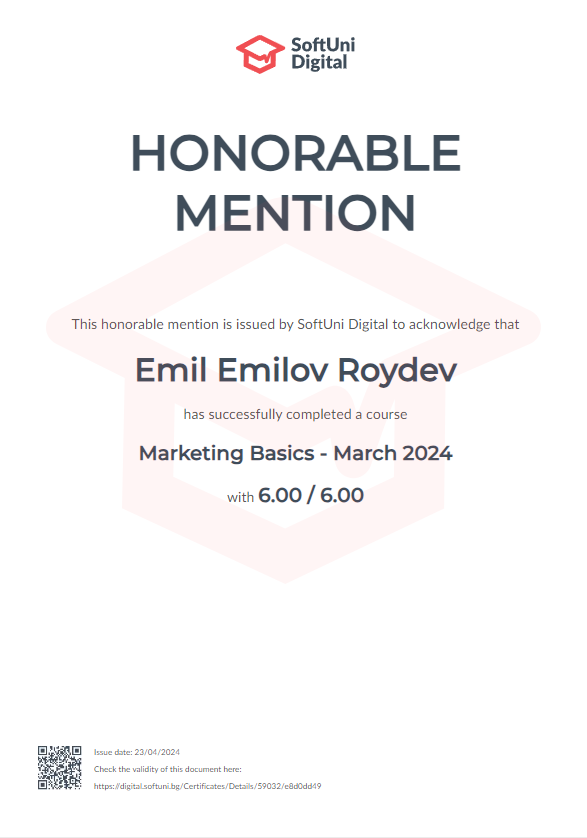 SoftUni
Digital
HONORABLE
MENTION
This honorable mention is issued by SoftUni Digital to acknowledge that
Emil Emilov Roydev
has successfully completed a course
Marketing Basics - March 2024
with 6.00 / 6.00
Issue date: 23/04/2024
Check the validity of this document here:
https://digital.softuni.bg/Certificates/Details/59032/e8d0dd49